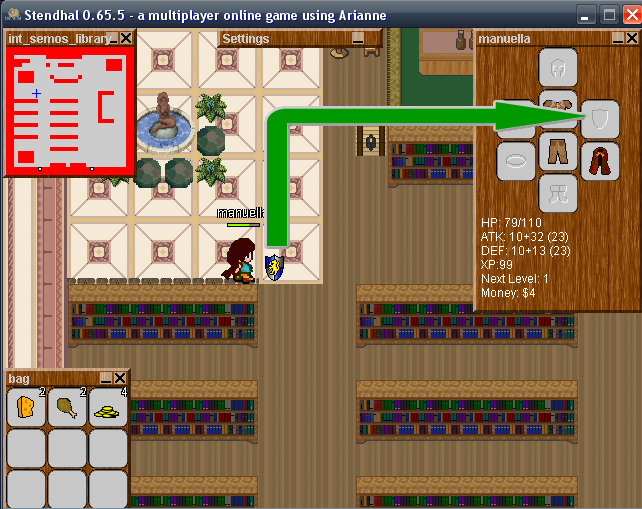 Stendhal 0.65.5 - a multiplayer online game using Arianne
int_semos_library
Settings
manuella
manuella
HP: 79/110
ATK: 10+32 (23)
DEF: 10+13 (23)
XP:99
Next Level: 1
Money: $4
bag
2 2 4